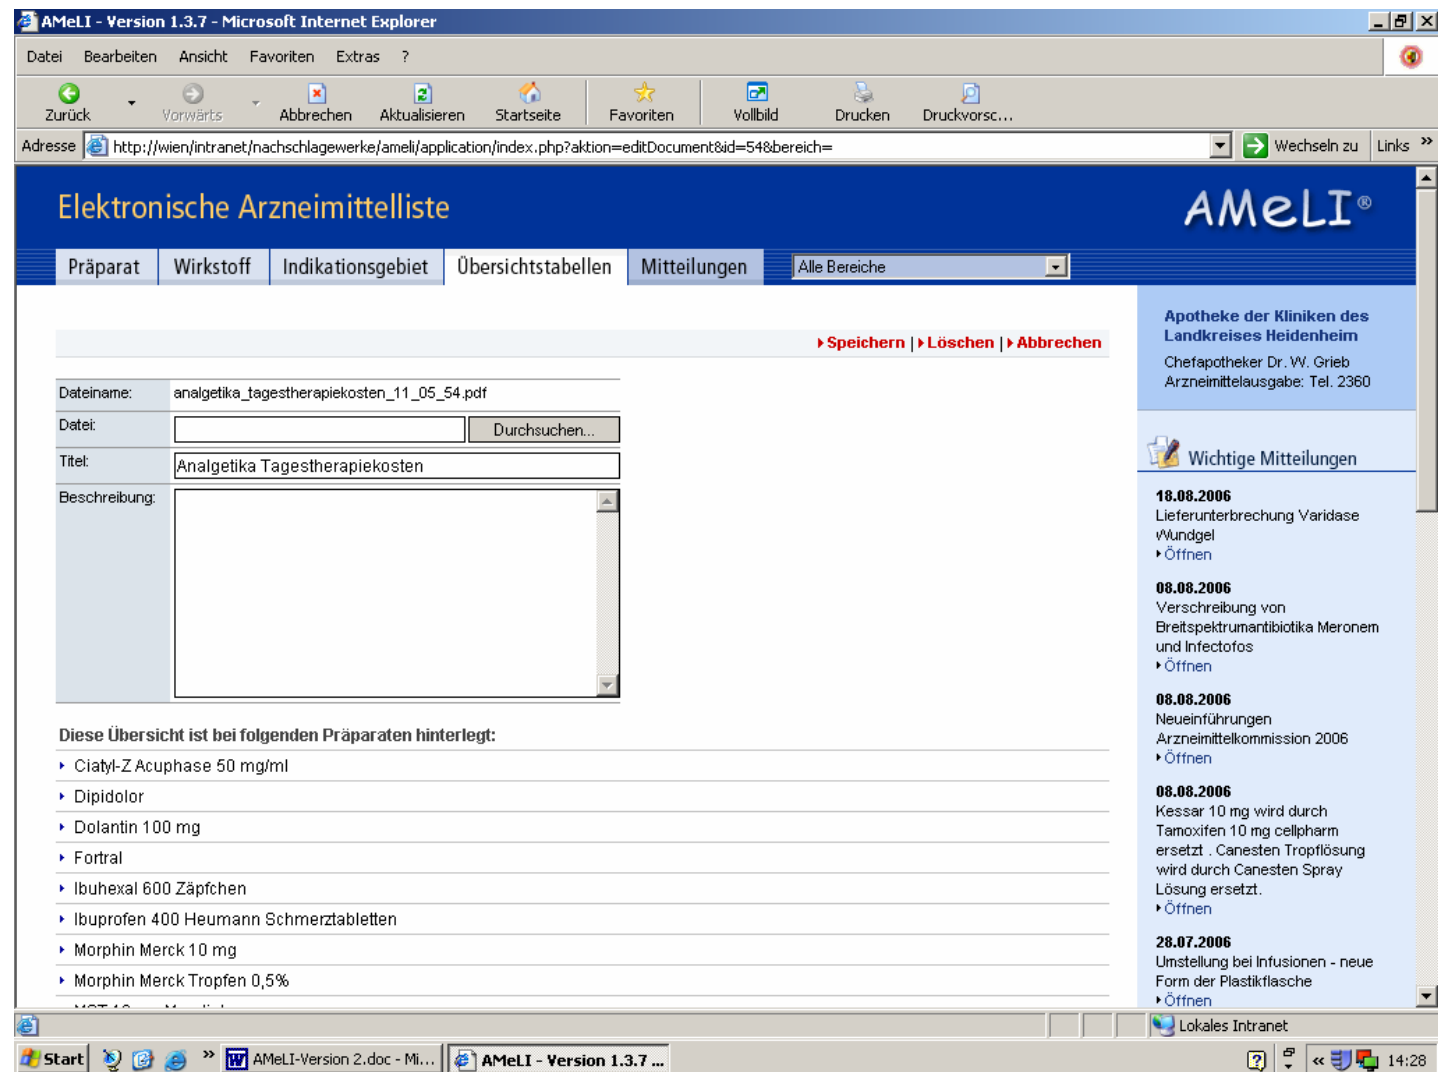 AMeLI - Version 1.3.7 - Microsoft Internet Explorer
Datei Bearbeiten Ansicht Favoriten Extras ?
Zurück Vorwärts Abbrechen Aktualisieren Startseite Favoriten Vollbild Drucken Druckvorsc...
Adresse http://wien/intranet/nachschlagewerke/ameli/application/index.php?aktion=editDocument&id=54&bereich= Wechseln zu Links »
Elektronische Arzneimittelliste
AMeLI®
Präparat Wirkstoff Indikationsgebiet Übersichtstabellen Mitteilungen Alle Bereiche
Speichern | Löschen | Abbrechen
Dateiname: analgetika_tagestherapiekosten_11_05_54.pdf
Datei: Durchsuchen...
Titel: Analgetika Tagestherapiekosten
Beschreibung:
Diese Übersicht ist bei folgenden Präparaten hinterlegt:
Ciatyl-Z Acuphase 50 mg/ml
Dipidolor
Dolantin 100 mg
Fortral
Ibuhexal 600 Zäpfchen
Ibuprofen 400 Heumann Schmerztabletten
Morphin Merck 10 mg
Morphin Merck Tropfen 0,5%
Apotheke der Kliniken des
Landkreises Heidenheim
Chefapotheker Dr. W. Grieb
Arzneimittelausgabe: Tel. 2360
Wichtige Mitteilungen
18.08.2006
Lieferunterbrechung Varidase
Wundgel
Öffnen
08.08.2006
Verschreibung von
Breitspektrumantibiotika Meronem
und Infectofos
Öffnen
08.08.2006
Neueinführungen
Arzneimittelkommission 2006
Öffnen
08.08.2006
Kessar 10 mg wird durch
Tamoxifen 10 mg cellpharm
ersetzt . Canesten Tropflösung
wird durch Canesten Spray
Lösung ersetzt.
Öffnen
28.07.2006
Umstellung bei Infusionen - neue
Form der Plastikflasche
Öffnen
Lokales Intranet
Start » AMeLI-Version 2.doc - Mi... AMeLI - Version 1.3.7 ... « 14:28